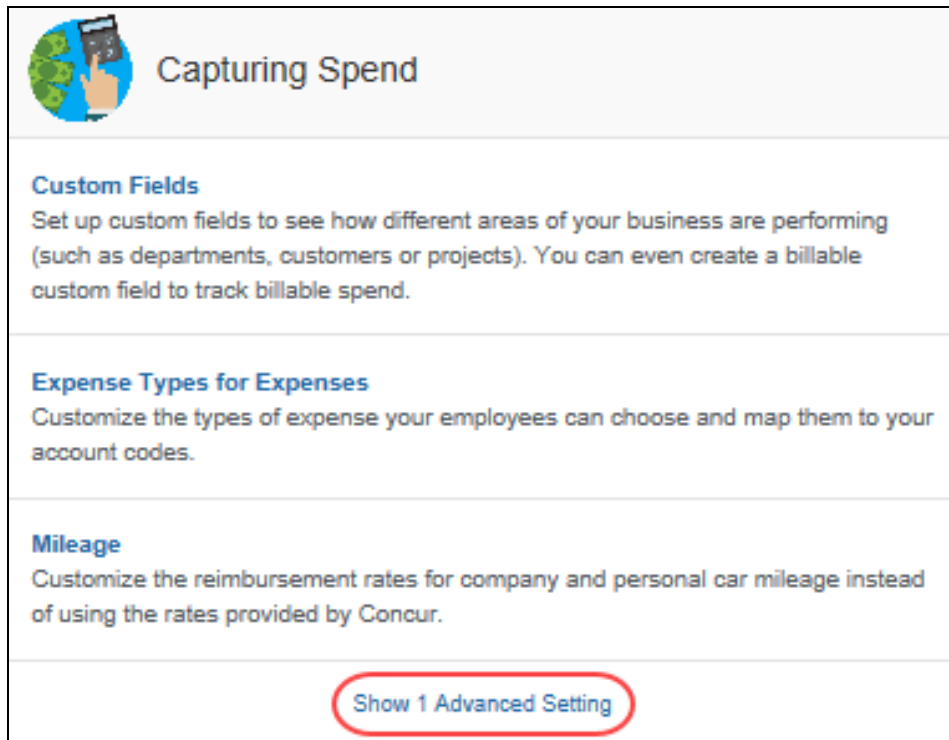 Capturing Spend
Custom Fields
Set up custom fields to see how different areas of your business are performing
(such as departments, customers or projects). You can even create a billable
custom field to track billable spend.
Expense Types for Expenses
Customize the types of expense your employees can choose and map them to your
account codes.
Mileage
Customize the reimbursement rates for company and personal car mileage instead
of using the rates provided by Concur.
Show 1 Advanced Setting